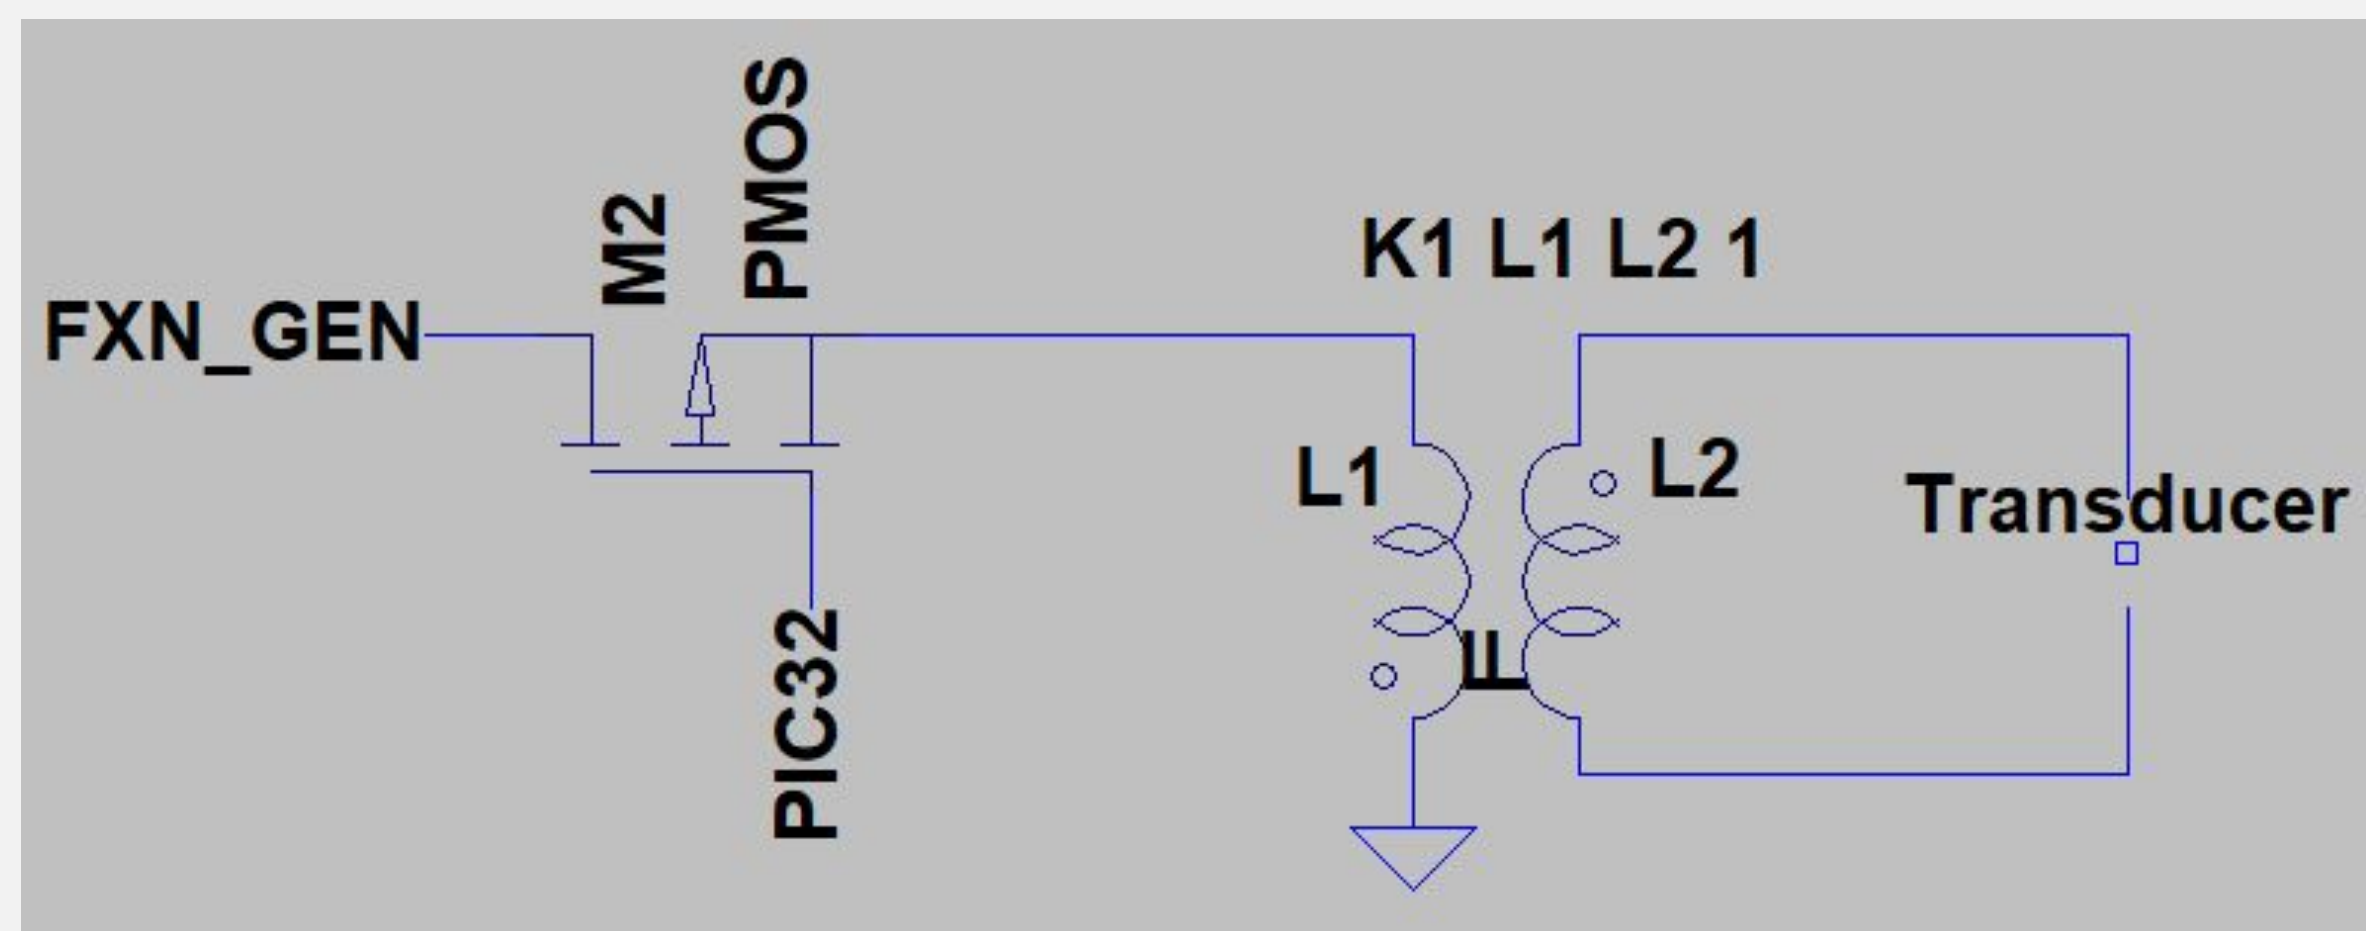 FXN_GEN
M2
PMOS
PIC32
K1 L1 L2 1
L1
L2
Transducer